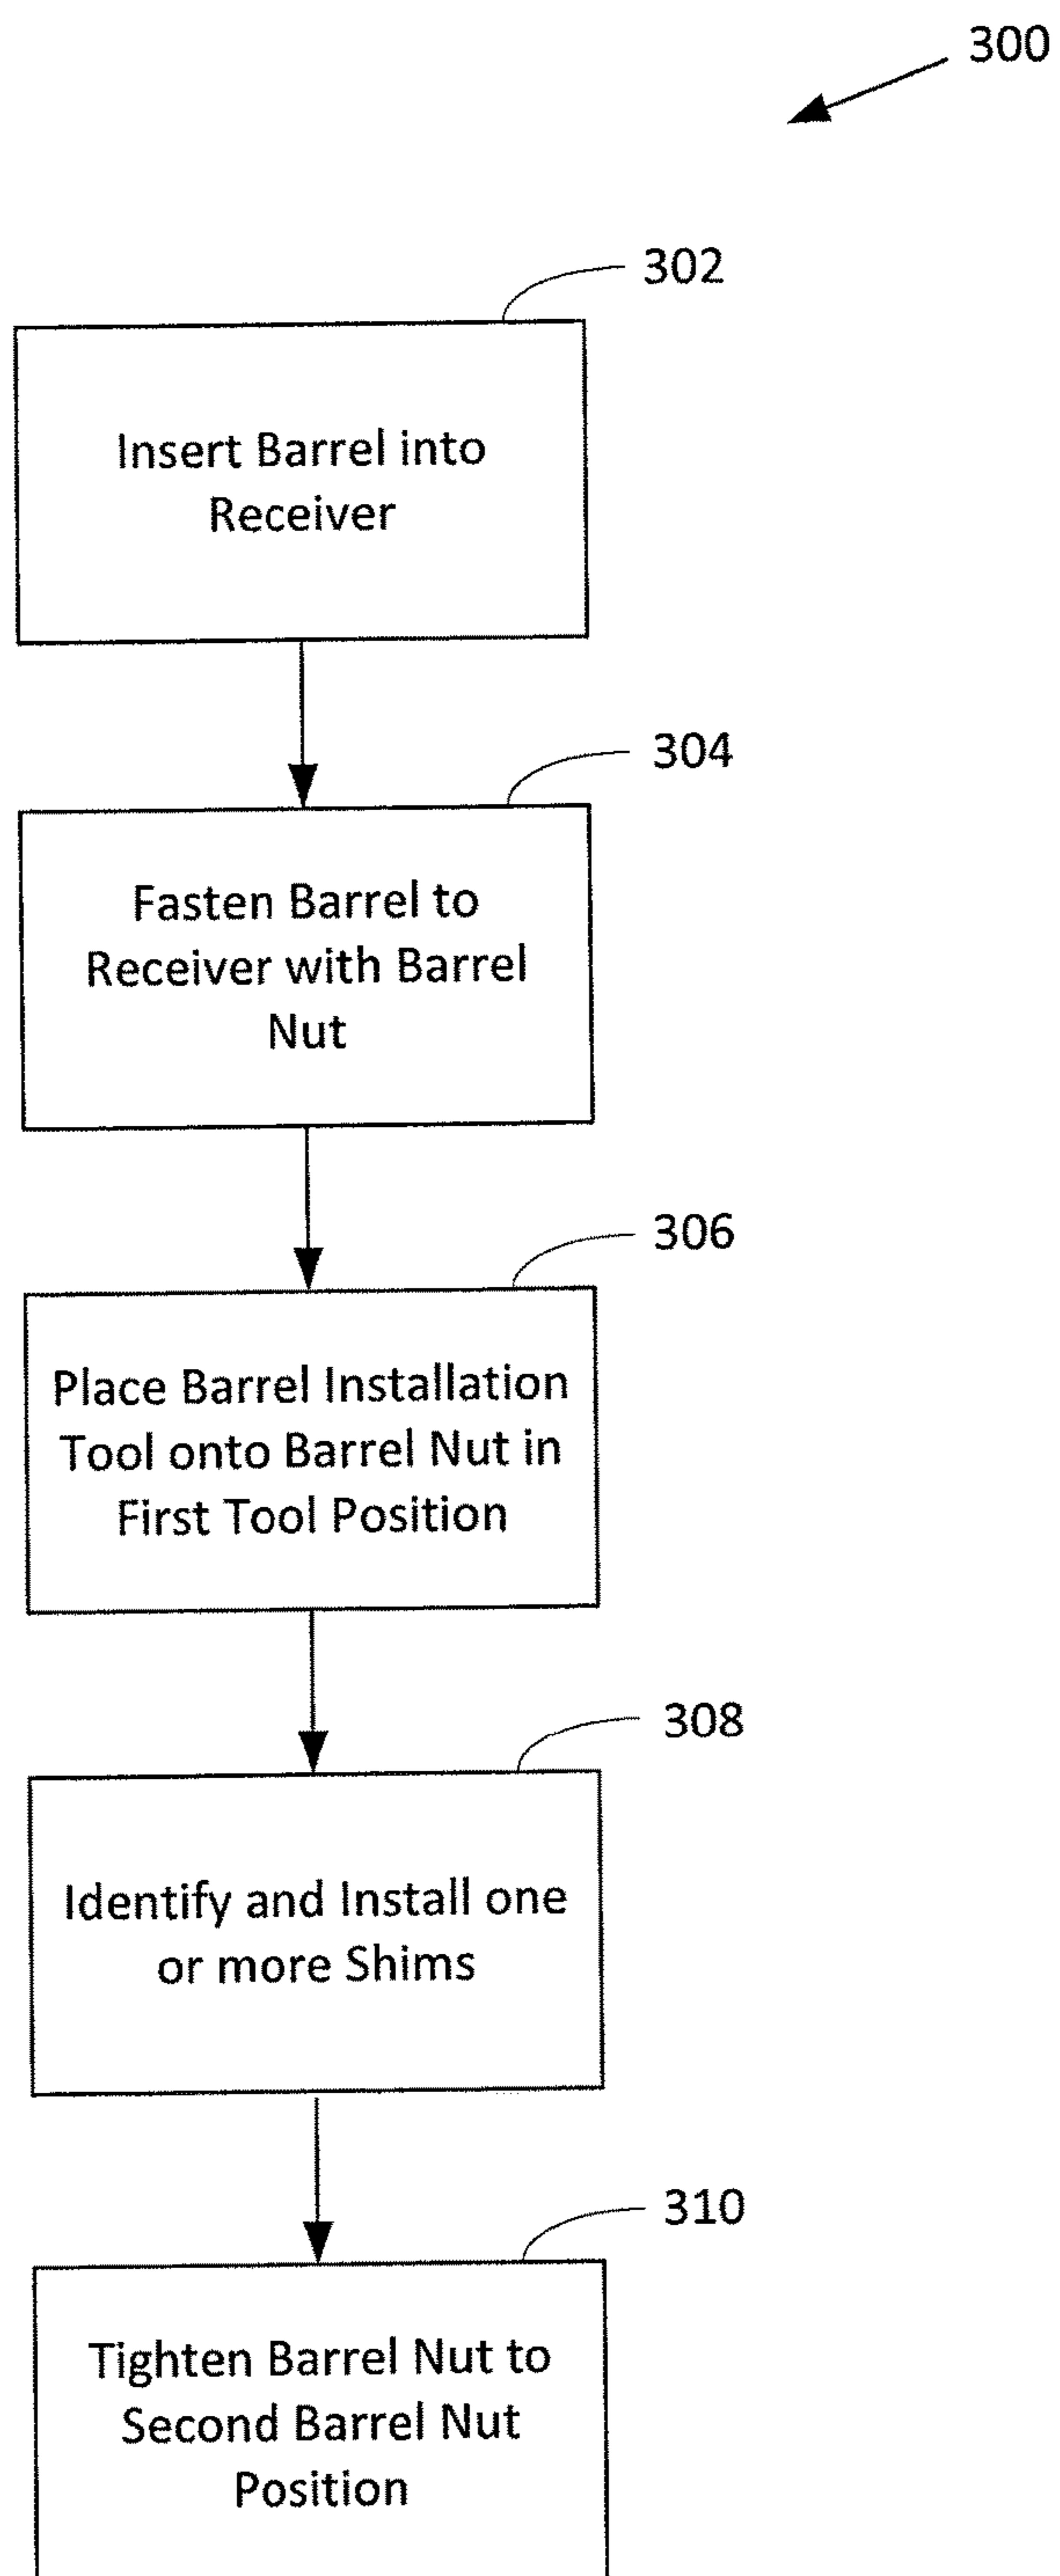 300
302
Insert Barrel into
Receiver
304
Fasten Barrel to
Receiver with Barrel
Nut
306
Place Barrel Installation
Tool onto Barrel Nut in
First Tool Position
308
Identify and Install one
or more Shims
310
Tighten Barrel Nut to
Second Barrel Nut
Position